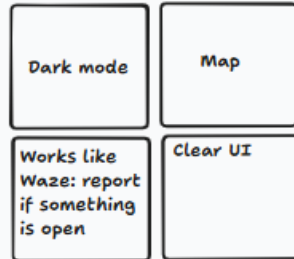 Dark mode
Map
Works like
Waze: report
if something
is open
Clear UI